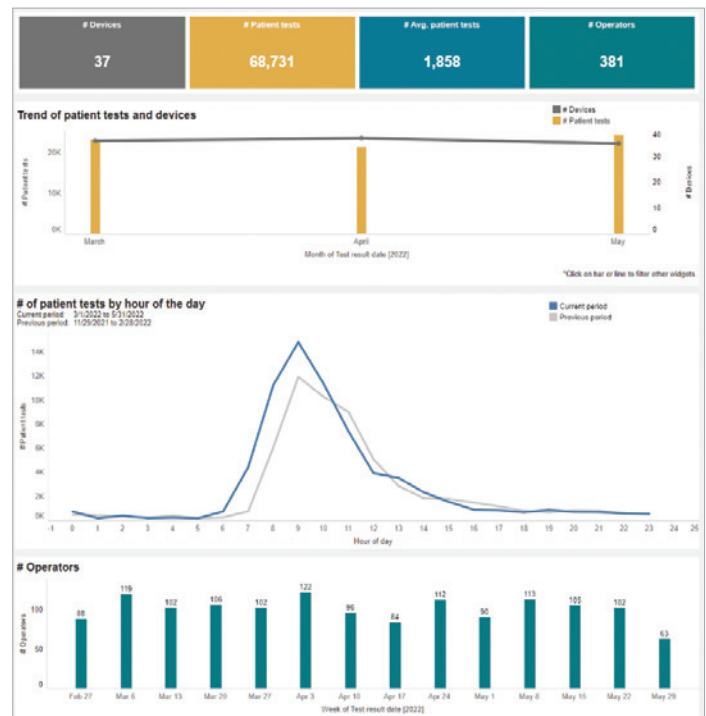 # Devices # Patient tests # Avg. patient tests # Operators
37 68,731 1,858 381
Trend of patient tests and devices
# Devices
# Patient tests
# Patient tests
20K
10K
0K
40
30
20
10
0
# Devices
March April May
Month of Test result date [2022]
*Click on bar or line to filter other widgets
# of patient tests by hour of the day
Current period: 3/1/2022 to 5/31/2022
Previous period: 11/29/2021 to 2/28/2022
Current period
Previous period
# Patient tests
14K
12K
10K
8K
6K
4K
2K
0K
-1 0 1 2 3 4 5 6 7 8 9 10 11 12 13 14 15 16 17 18 19 20 21 22 23 24 25
Hour of day
# Operators
# Operators
100
50
0
88 119 102 106 102 122 96 84 112 113 105 102 63
Feb 27 Mar 6 Mar 13 Mar 20 Mar 27 Apr 3 Apr 10 Apr 17 Apr 24 May 1 May 8 May 15 May 22 May 29
Week of Test result date [2022]